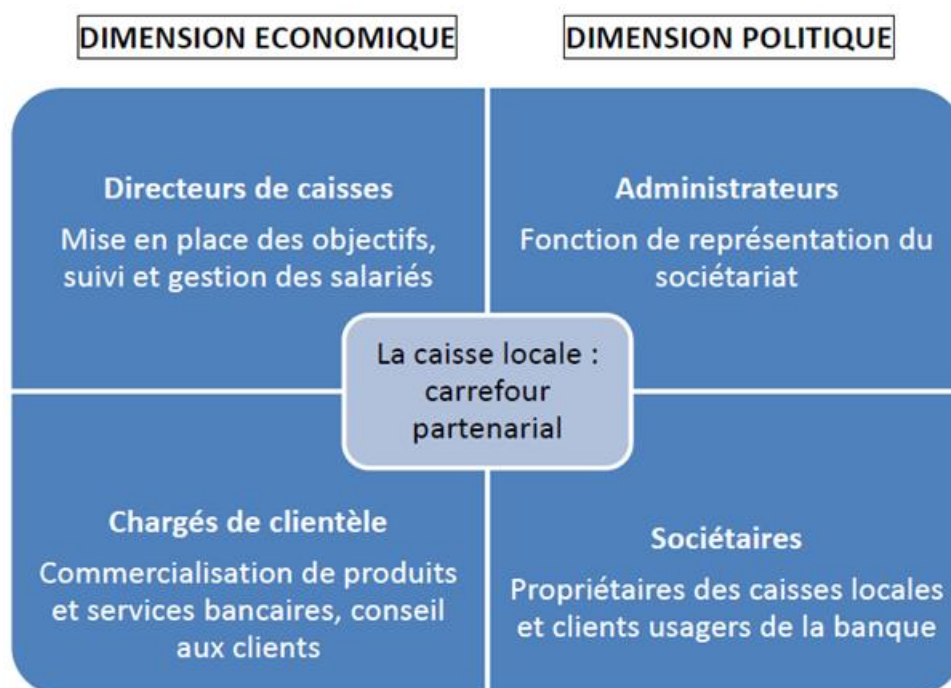 DIMENSION ECONOMIQUE
DIMENSION POLITIQUE
Directeurs de caisses
Mise en place des objectifs,
suivi et gestion des salariés
Administrateurs
Fonction de représentation du
sociétariat
La caisse locale :
carrefour
partenarial
Chargés de clientèle
Commercialisation de produits
et services bancaires, conseil
aux clients
Sociétaires
Propriétaires des caisses locales
et clients usagers de la banque